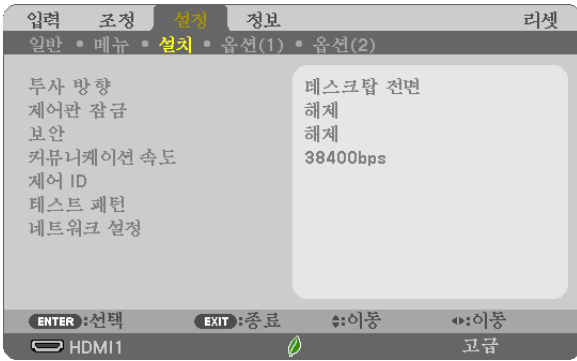 입력 조정 설정 정보 리셋
일반 • 메뉴 • 설치 • 옵션(1) • 옵션(2)
투사 방향 데스크탑 전면
제어관 잠금 해제
보안 해제
커뮤니케이션 속도 38400bps
제어 ID
테스트 패턴
네트워크 설정
ENTER :선택 EXIT :종료 :이동 :이동
HDMI1 고급